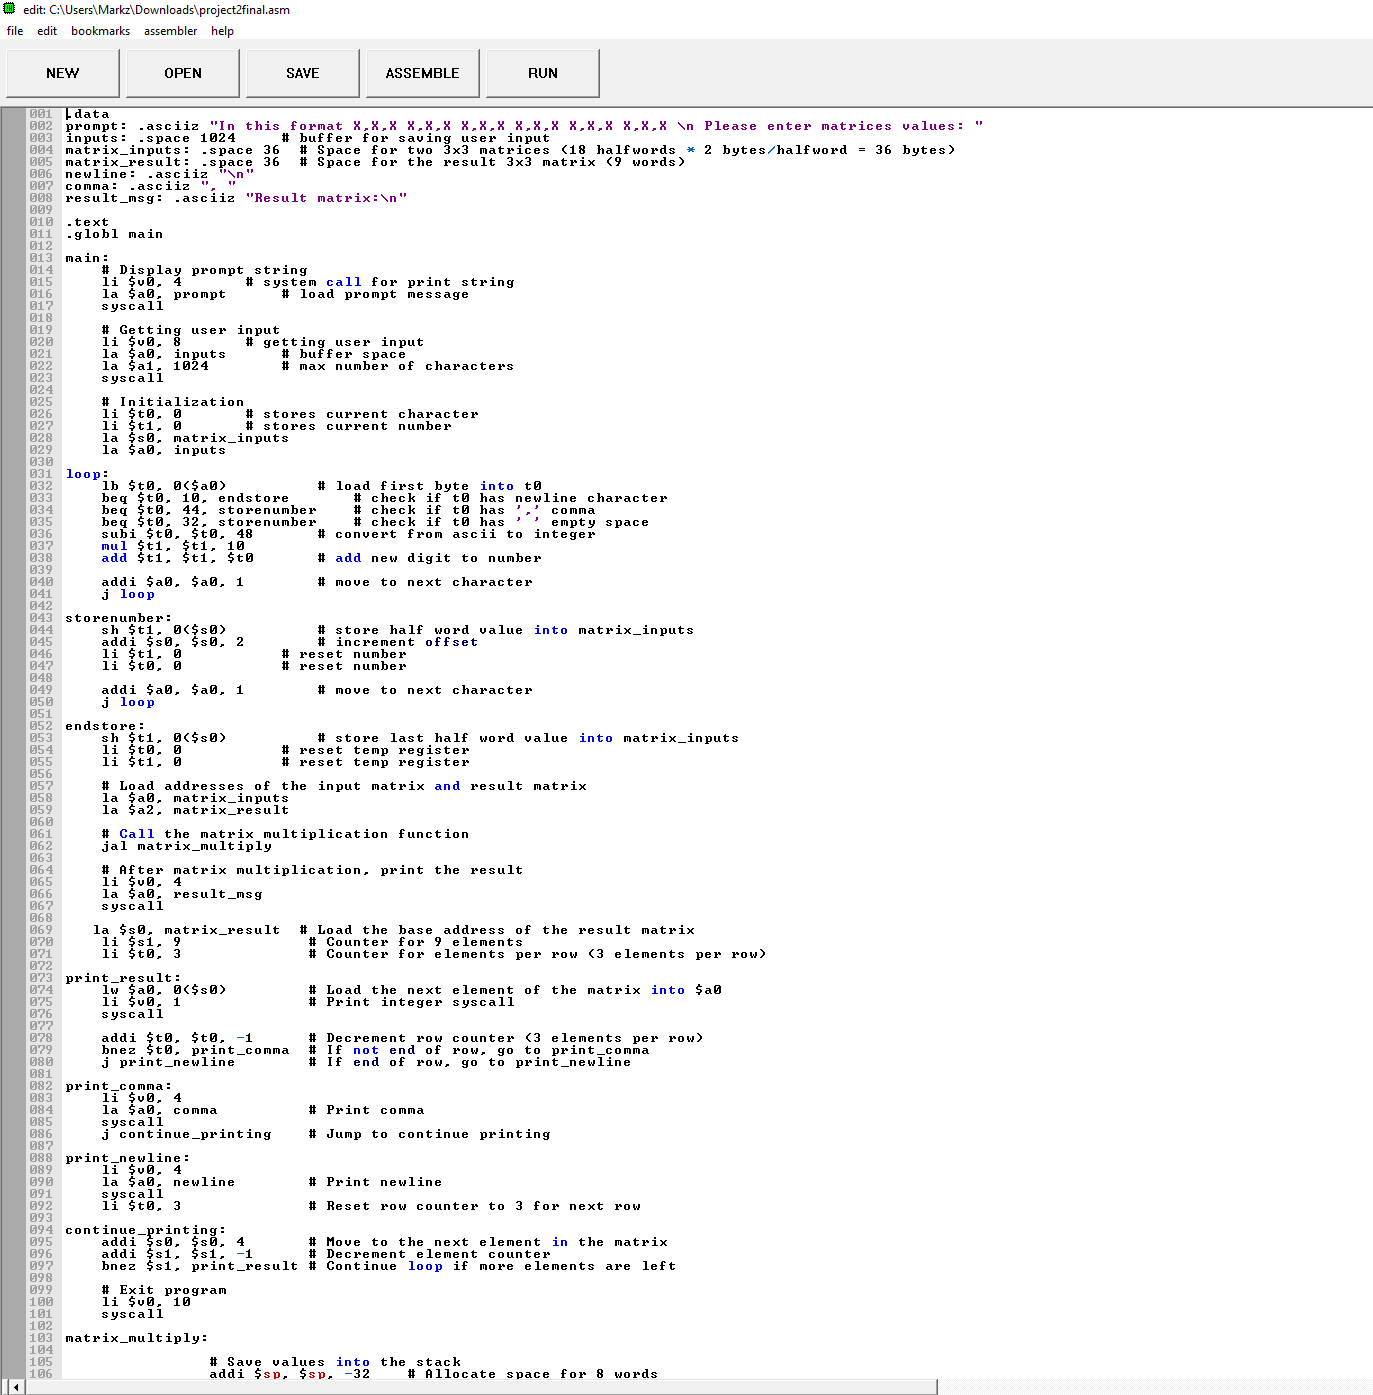 edit: C:\Users\Markz\Downloads\project2final.asm
file edit bookmarks assembler help
NEW OPEN SAVE ASSEMBLE RUN
001 .data
002 prompt: .asciiz "In this format X,X,X X,X,X X,X,X X,X,X X,X,X X,X,X \n Please enter matrices values: "
003 inputs: .space 1024 # buffer for saving user input
004 matrix_inputs: .space 36 # Space for two 3x3 matrices (18 halfwords * 2 bytes/halfword = 36 bytes)
005 matrix_result: .space 36 # Space for the result 3x3 matrix (9 words)
006 newline: .asciiz "\n"
007 comma: .asciiz ", "
008 result_msg: .asciiz "Result matrix:\n"
009
010 .text
011 .globl main
012
013 main:
014 # Display prompt string
015 li $v0, 4 # system call for print string
016 la $a0, prompt # load prompt message
017 syscall
018
019 # Getting user input
020 li $v0, 8 # getting user input
021 la $a0, inputs # buffer space
022 la $a1, 1024 # max number of characters
023 syscall
024
025 # Initialization
026 li $t0, 0 # stores current character
027 li $t1, 0 # stores current number
028 la $s0, matrix_inputs
029 la $a0, inputs
030
031 loop:
032 lb $t0, 0($a0) # load first byte into t0
033 beq $t0, 10, endstore # check if t0 has newline character
034 beq $t0, 44, storenumber # check if t0 has ',' comma
035 beq $t0, 32, storenumber # check if t0 has ' ' empty space
036 subi $t0, $t0, 48 # convert from ascii to integer
037 mul $t1, $t1, 10
038 add $t1, $t1, $t0 # add new digit to number
039
040 addi $a0, $a0, 1 # move to next character
041 j loop
042
043 storenumber:
044 sh $t1, 0($s0) # store half word value into matrix_inputs
045 addi $s0, $s0, 2 # increment offset
046 li $t1, 0 # reset number
047 li $t0, 0 # reset number
048
049 addi $a0, $a0, 1 # move to next character
050 j loop
051
052 endstore:
053 sh $t1, 0($s0) # store last half word value into matrix_inputs
054 li $t0, 0 # reset temp register
055 li $t1, 0 # reset temp register
056
057 # Load addresses of the input matrix and result matrix
058 la $a0, matrix_inputs
059 la $a2, matrix_result
060
061 # Call the matrix multiplication function
062 jal matrix_multiply
063
064 # After matrix multiplication, print the result
065 li $v0, 4
066 la $a0, result_msg
067 syscall
068
069 la $s0, matrix_result # Load the base address of the result matrix
070 li $s1, 9 # Counter for 9 elements
071 li $t0, 3 # Counter for elements per row (3 elements per row)
072
073 print_result:
074 lw $a0, 0($s0) # Load the next element of the matrix into $a0
075 li $v0, 1 # Print integer syscall
076 syscall
077
078 addi $t0, $t0, -1 # Decrement row counter (3 elements per row)
079 bnez $t0, print_comma # If not end of row, go to print_comma
080 j print_newline # If end of row, go to print_newline
081
082 print_comma:
083 li $v0, 4
084 la $a0, comma # Print comma
085 syscall
086 j continue_printing # Jump to continue printing
087
088 print_newline:
089 li $v0, 4
090 la $a0, newline # Print newline
091 syscall
092 li $t0, 3 # Reset row counter to 3 for next row
093
094 continue_printing:
095 addi $s0, $s0, 4 # Move to the next element in the matrix
096 addi $s1, $s1, -1 # Decrement element counter
097 bnez $s1, print_result # Continue loop if more elements are left
098
099 # Exit program
100 li $v0, 10
101 syscall
102
103 matrix_multiply:
104
105 # Save values into the stack
106 addi $sp, $sp, -32 # Allocate space for 8 words